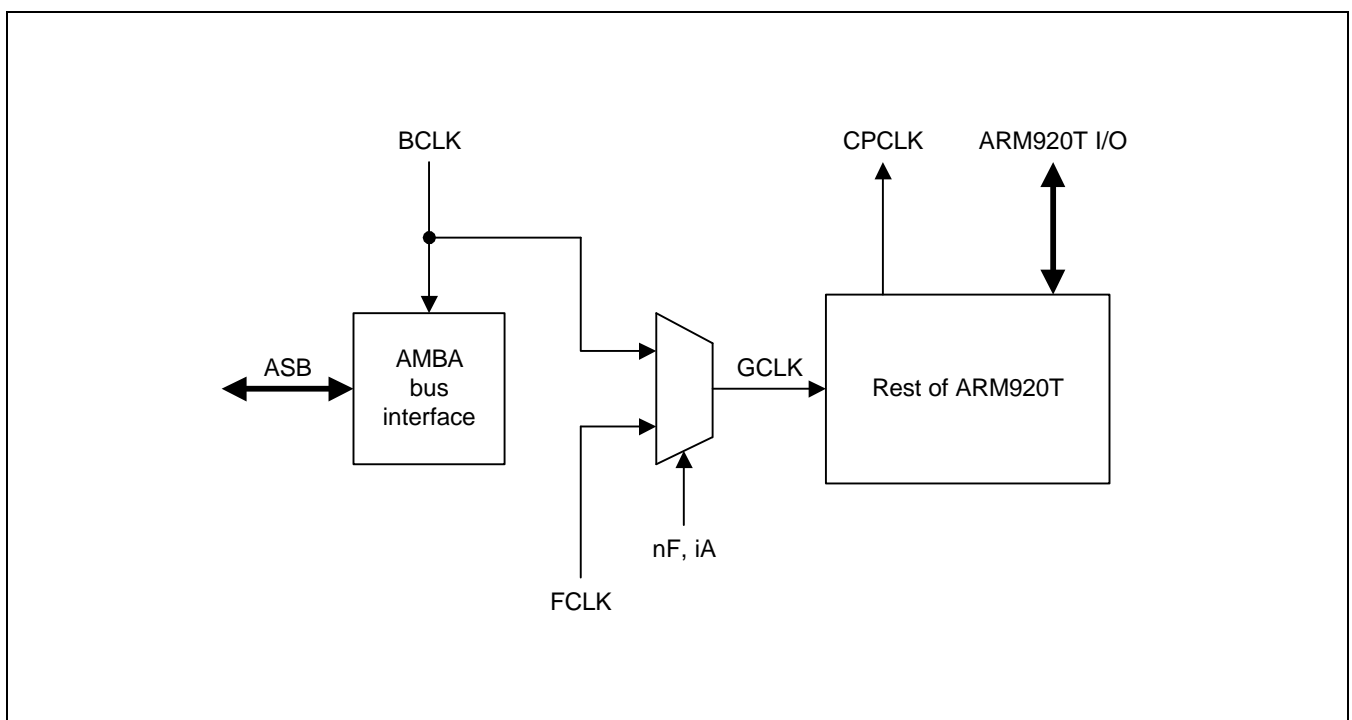 BCLK
CPCLK
ARM920T I/O
ASB
AMBA
bus
interface
GCLK
Rest of ARM920T
nF, iA
FCLK